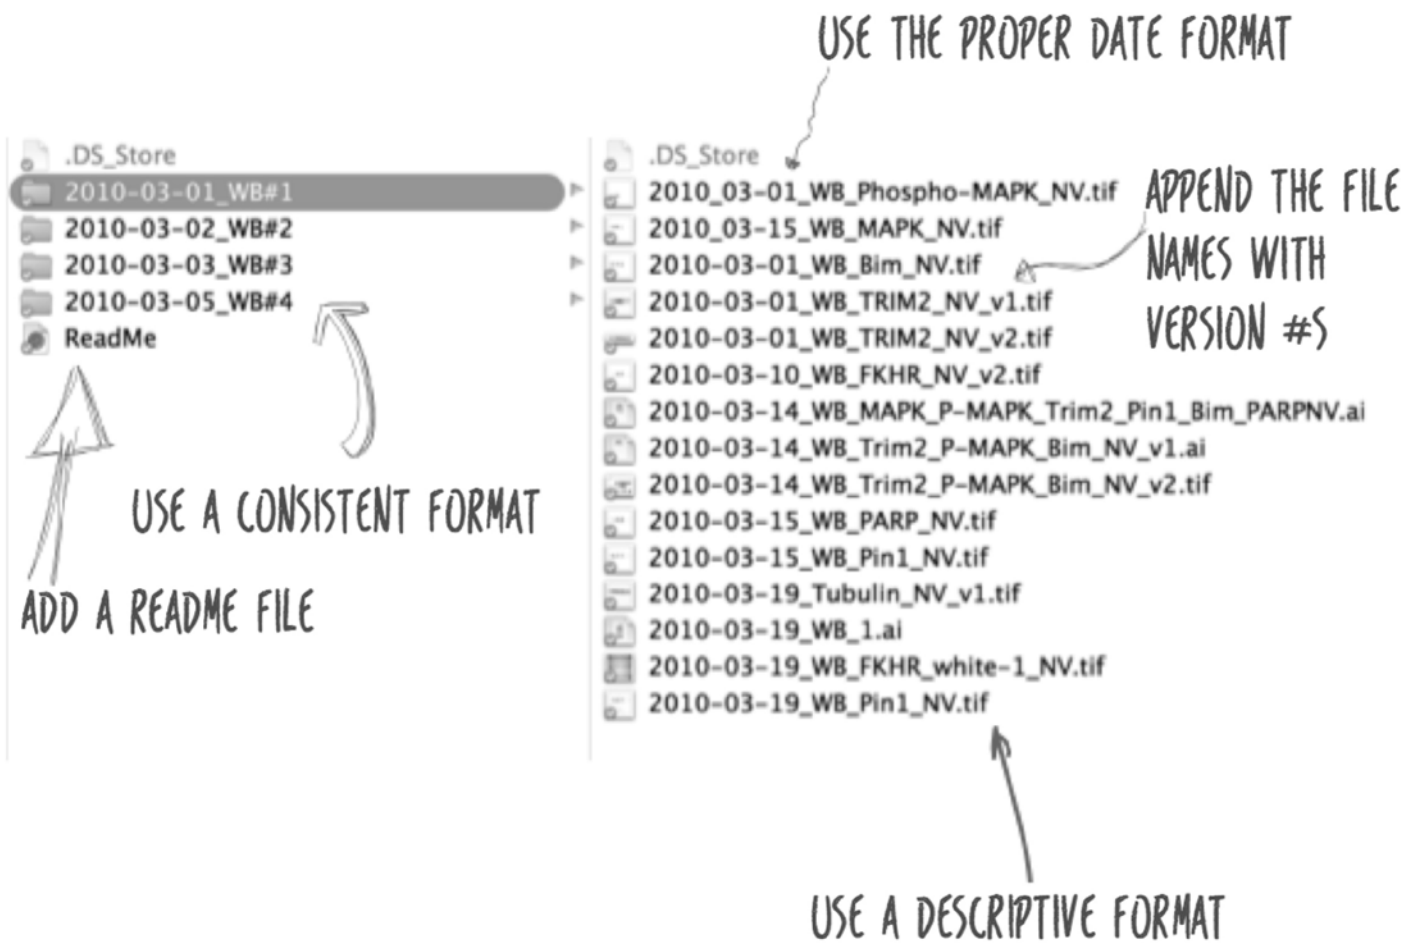 USE THE PROPER DATE FORMAT
.DS_Store
2010-03-01_WB#1
2010-03-02_WB#2
2010-03-03_WB#3
2010-03-05_WB#4
ReadMe
USE A CONSISTENT FORMAT
ADD A README FILE
.DS_Store
2010_03-01_WB_Phospho-MAPK_NV.tif
2010_03-15_WB_MAPK_NV.tif
2010-03-01_WB_Bim_NV.tif
2010-03-01_WB_TRIM2_NV_v1.tif
2010-03-01_WB_TRIM2_NV_v2.tif
2010-03-10_WB_FKHR_NV_v2.tif
2010-03-14_WB_MAPK_P-MAPK_Trim2_Pin1_Bim_PARPNV.ai
2010-03-14_WB_Trim2_P-MAPK_Bim_NV_v1.ai
2010-03-14_WB_Trim2_P-MAPK_Bim_NV_v2.tif
2010-03-15_WB_PARP_NV.tif
2010-03-15_WB_Pin1_NV.tif
2010-03-19_Tubulin_NV_v1.tif
2010-03-19_WB_1.ai
2010-03-19_WB_FKHR_white-1_NV.tif
2010-03-19_WB_Pin1_NV.tif
APPEND THE FILE
NAMES WITH
VERSION #S
USE A DESCRIPTIVE FORMAT